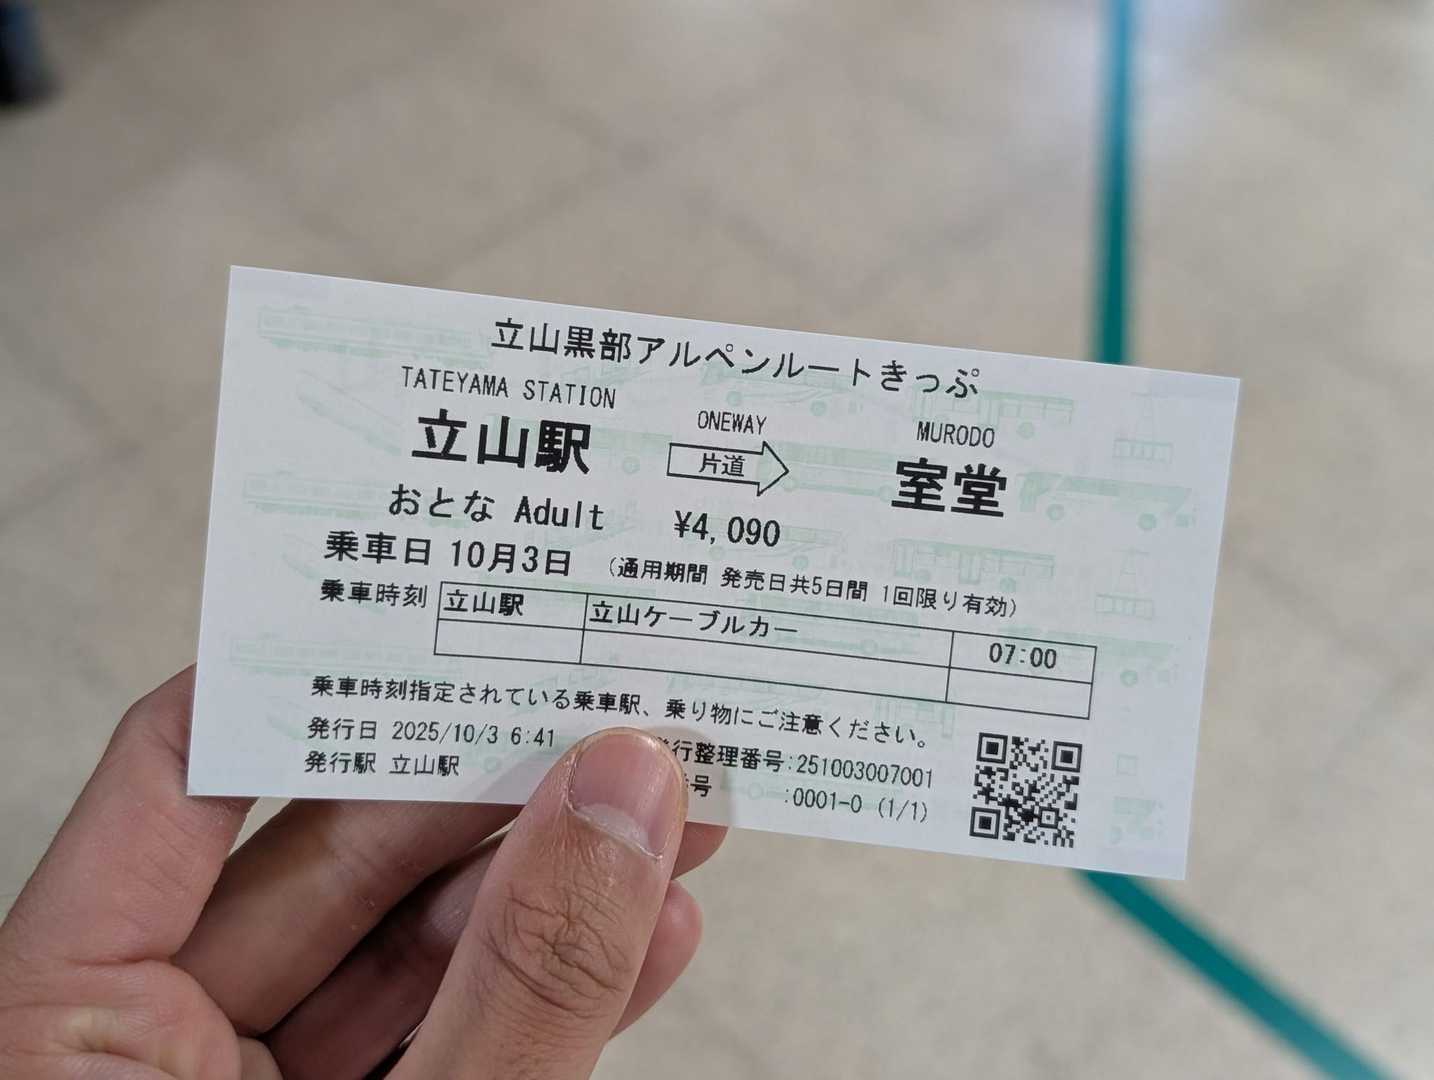 立山黒部アルペンルートきっぷ
TATEYAMA STATION ONEWAY MURODO
立山駅 片道 室堂
おとな Adult ¥4,090
乗車日 10月3日 (通用期間 発売日共5日間 1回限り有効)
乗車時刻 立山駅 立山ケーブルカー 07:00
乗車時刻指定されている乗車駅、乗り物にご注意ください。
発行日 2025/10/3 6:41 発行整理番号:251003007001
発行駅 立山駅 番号 :0001-0 (1/1)